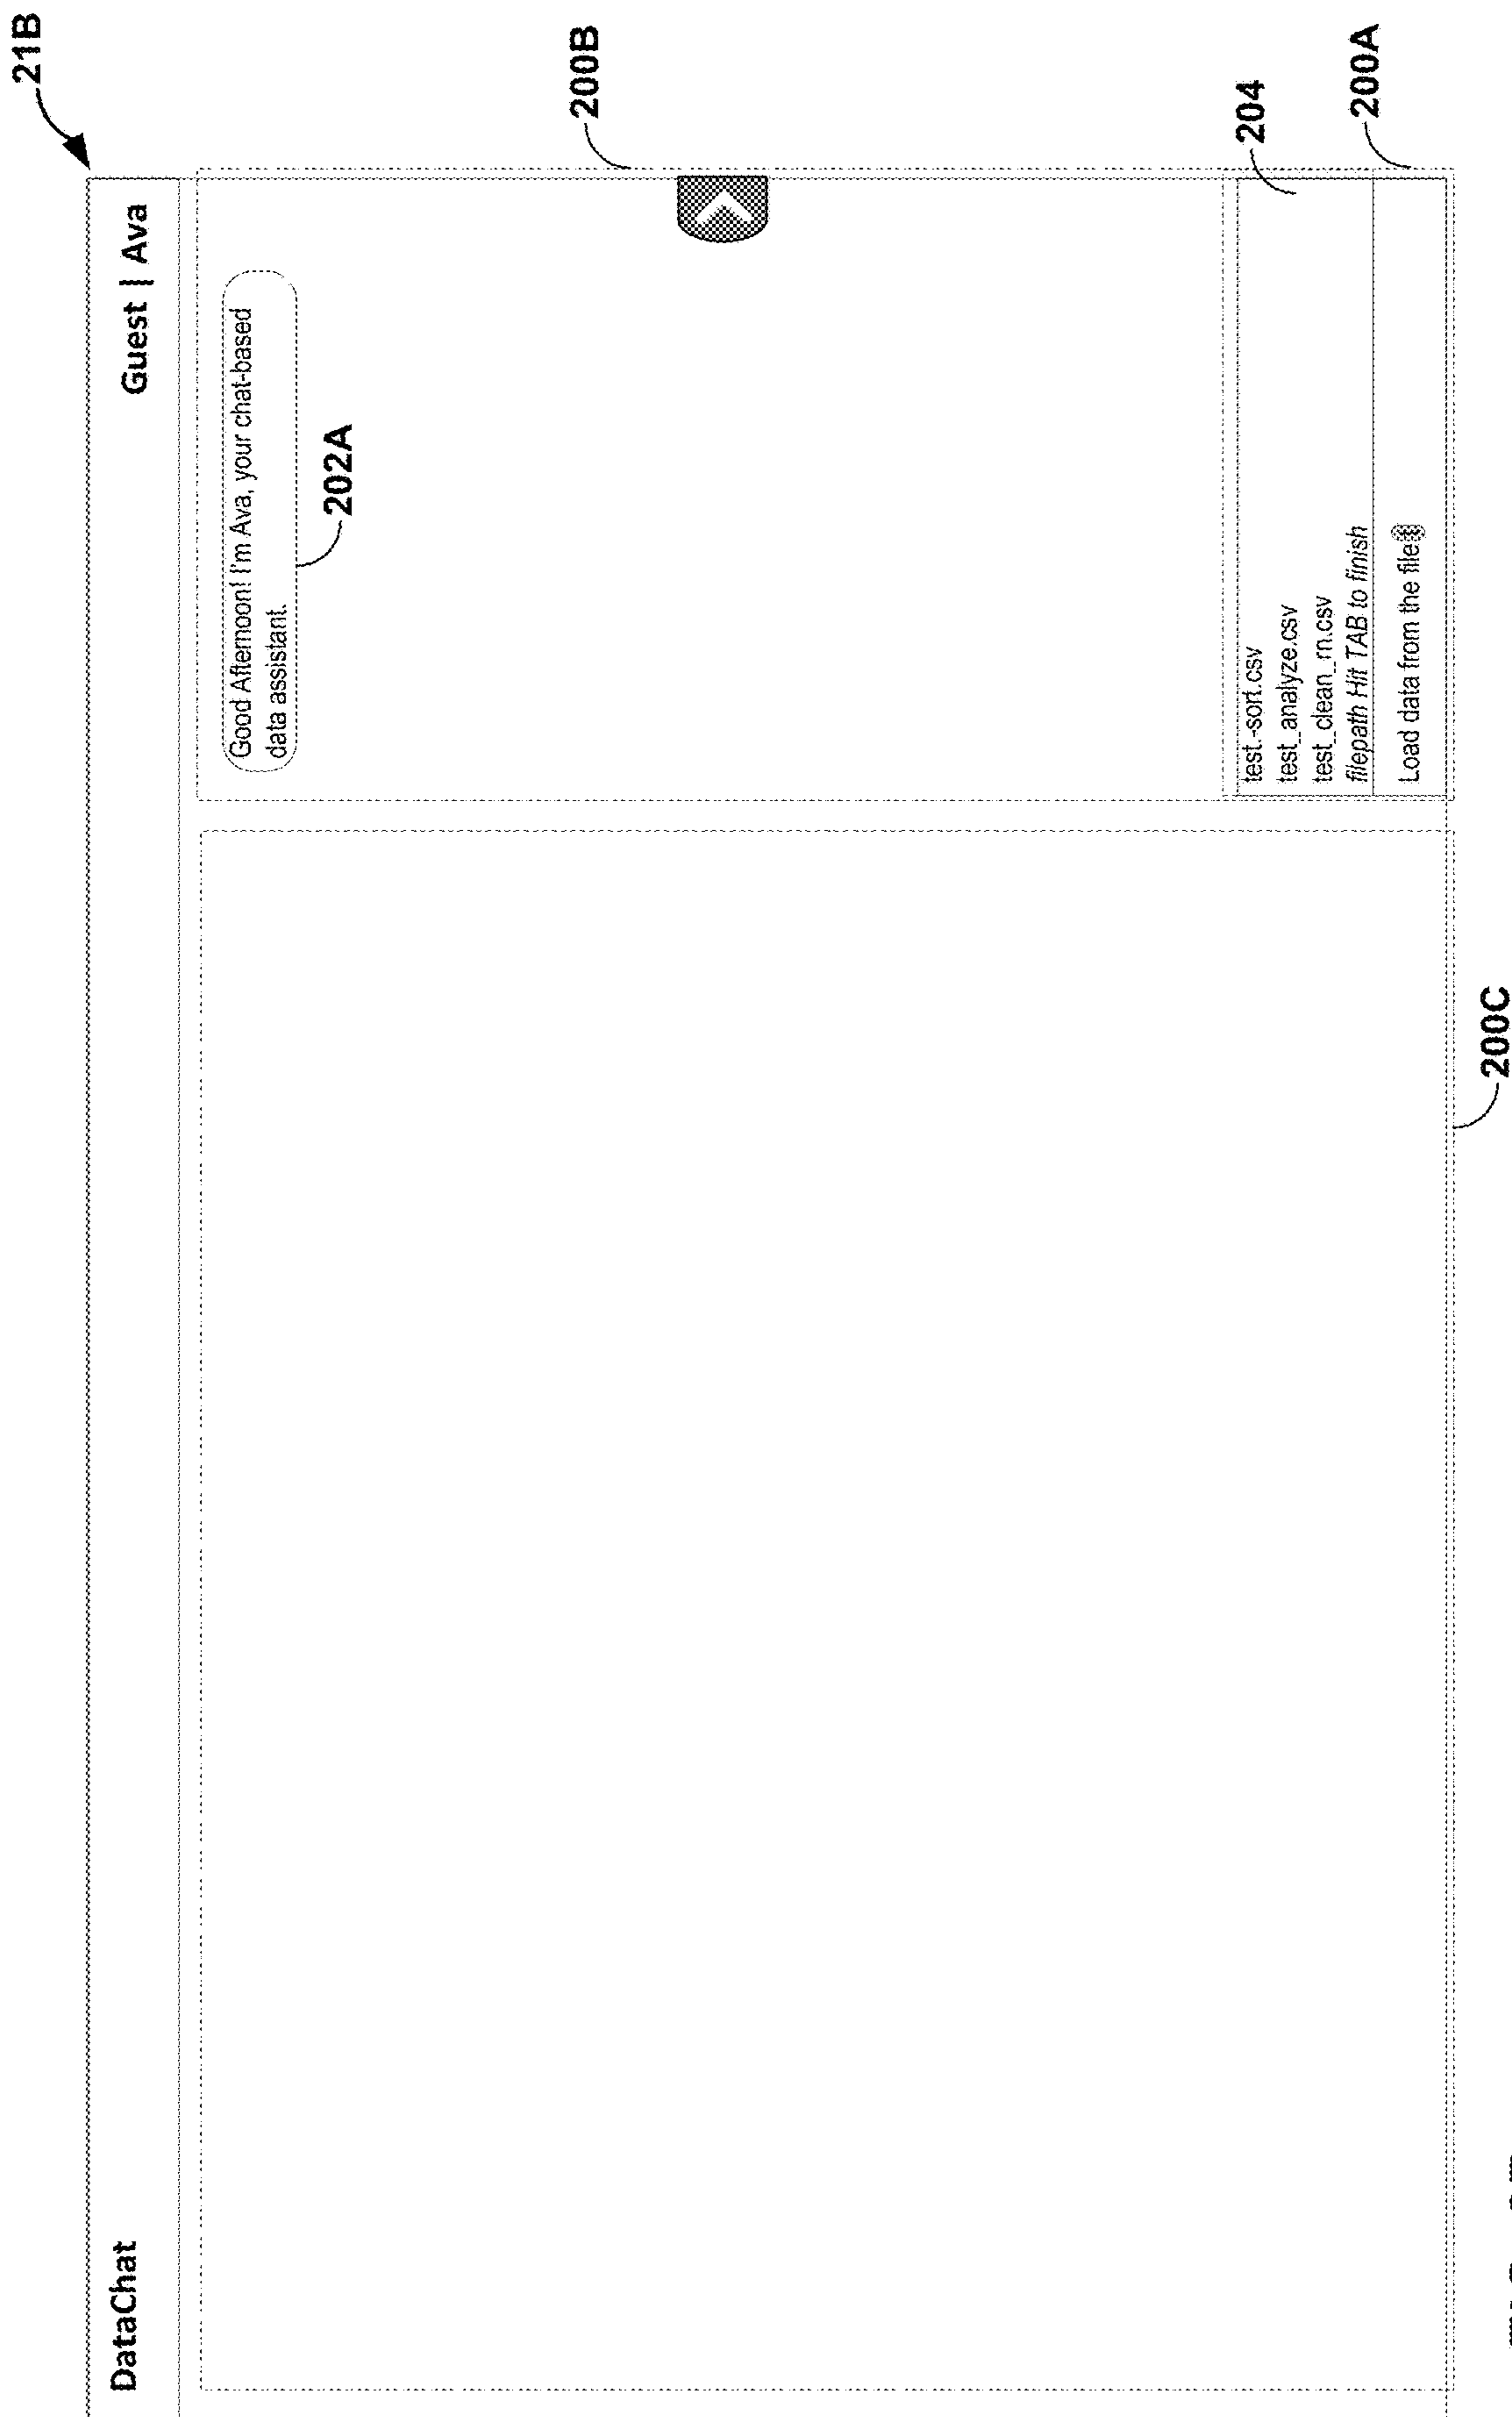 21B
DataChat
Guest | Ava
Good Afternoon! I'm Ava, your chat-based
data assistant.
202A
200B
test.-sort.csv
test_analyze.csv
test_clean_rn.csv
filepath Hit TAB to finish
204
Load data from the file
200A
200C